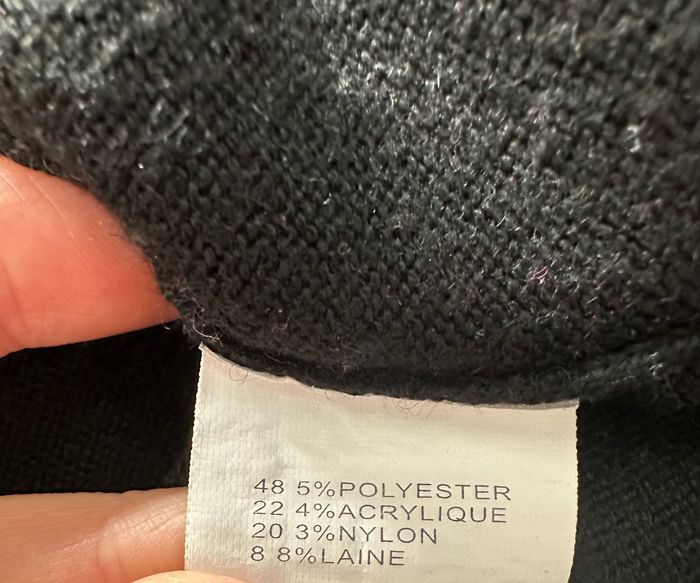 48 5%POLYESTER
22 4%ACRYLIQUE
20 3%NYLON
8 8%LAINE